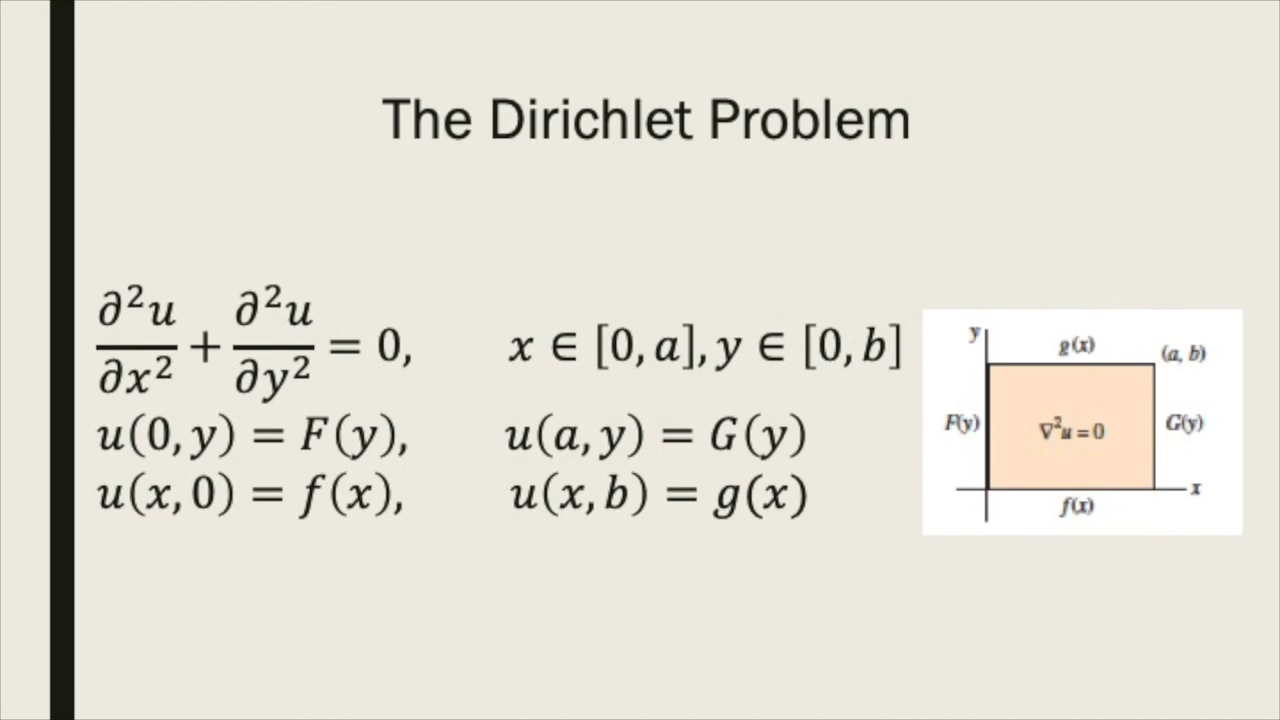 The Dirichlet Problem
∂²u/∂x² + ∂²u/∂y² = 0, x ∈ [0, a], y ∈ [0, b]
u(0, y) = F(y), u(a, y) = G(y)
u(x, 0) = f(x), u(x, b) = g(x)
y
g(x)
(a, b)
F(y)
∇²u = 0
G(y)
x
f(x)